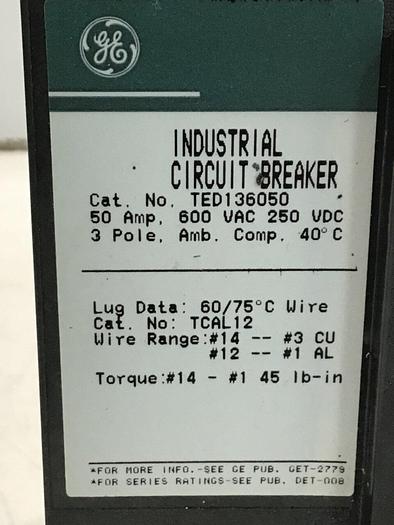 GE
INDUSTRIAL
CIRCUIT BREAKER
Cat. No. TED136050
50 Amp, 600 VAC 250 VDC
3 Pole, Amb. Comp. 40°C
Lug Data: 60/75°C Wire
Cat. No: TCAL12
Wire Range:#14 -- #3 CU
#12 -- #1 AL
Torque:#14 - #1 45 lb-in
*FOR MORE INFO.-SEE GE PUB. GET-2779
*FOR SERIES RATINGS-SEE PUB. DET-008